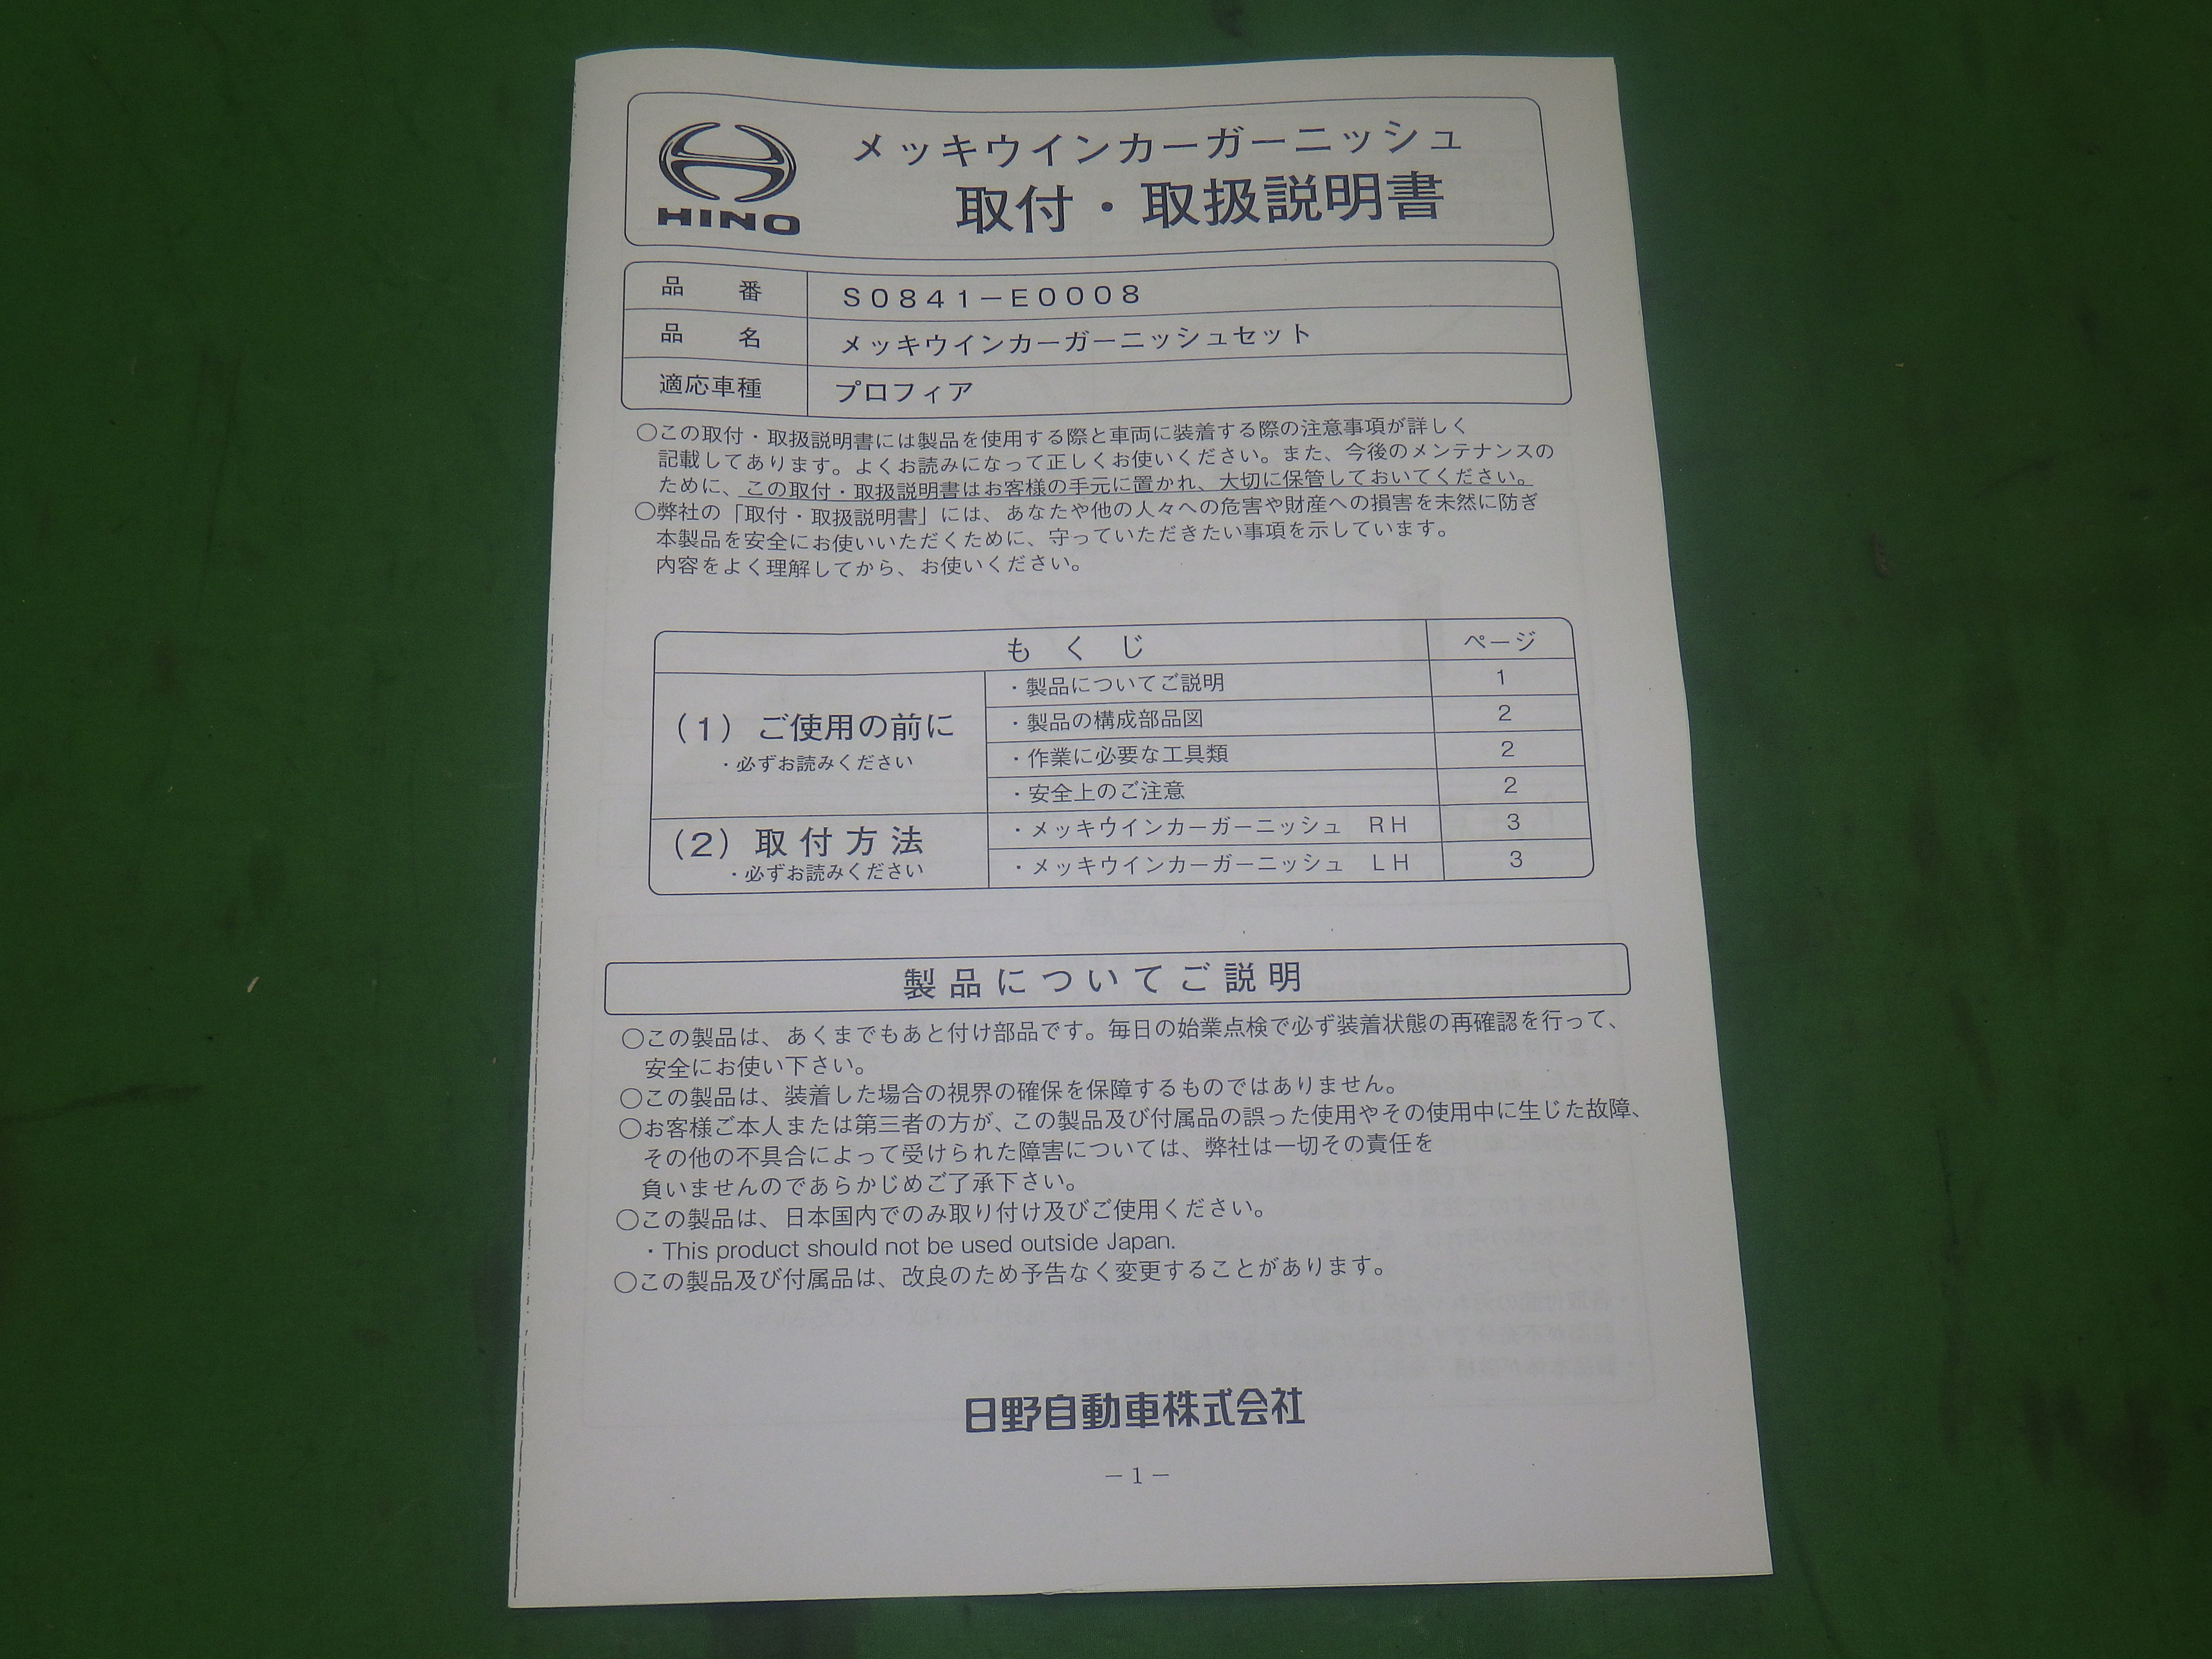 メッキウインカーガーニッシュ
HINO
取付・取扱説明書
品番 S0841-E0008
品名 メッキウインカーガーニッシュセット
適応車種 プロフィア
○この取付・取扱説明書には製品を使用する際と車両に装着する際の注意事項が詳しく
記載してあります。よくお読みになって正しくお使いください。また、今後のメンテナンスの
ために、この取付・取扱説明書はお客様の手元に置かれ、大切に保管しておいてください。
○弊社の「取付・取扱説明書」には、あなたや他の人々への危害や財産への損害を未然に防ぎ
本製品を安全にお使いいただくために、守っていただきたい事項を示しています。
内容をよく理解してから、お使いください。
もくじ ページ
(1)ご使用の前に
・必ずお読みください
・製品についてご説明 1
・製品の構成部品図 2
・作業に必要な工具類 2
・安全上のご注意 2
(2)取付方法
・必ずお読みください
・メッキウインカーガーニッシュ RH 3
・メッキウインカーガーニッシュ LH 3
製品についてご説明
○この製品は、あくまでもあと付け部品です。毎日の始業点検で必ず装着状態の再確認を行って、
安全にお使い下さい。
○この製品は、装着した場合の視界の確保を保障するものではありません。
○お客様ご本人または第三者の方が、この製品及び付属品の誤った使用やその使用中に生じた故障、
その他の不具合によって受けられた障害については、弊社は一切その責任を
負いませんのであらかじめご了承下さい。
○この製品は、日本国内でのみ取り付け及びご使用ください。
・This product should not be used outside Japan.
○この製品及び付属品は、改良のため予告なく変更することがあります。
日野自動車株式会社
－1－